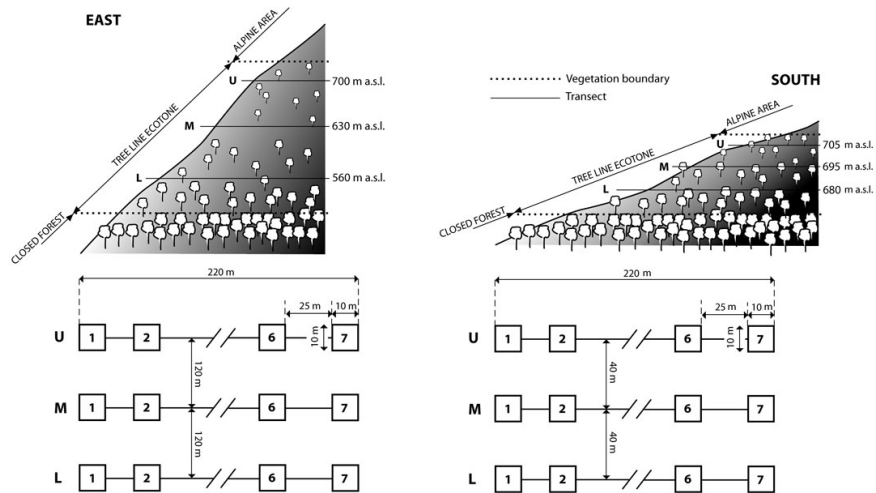 EAST
ALPINE AREA
TREE LINE ECOTONE
CLOSED FOREST
U
700 m a.s.l.
M
630 m a.s.l.
L
560 m a.s.l.
220 m
25 m
10 m
U
1
2
6
10 m
7
120 m
M
1
2
6
7
120 m
L
1
2
6
7
Vegetation boundary
Transect
SOUTH
ALPINE AREA
TREE LINE ECOTONE
CLOSED FOREST
U
705 m a.s.l.
M
695 m a.s.l.
L
680 m a.s.l.
220 m
25 m
10 m
U
1
2
6
10 m
7
40 m
M
1
2
6
7
40 m
L
1
2
6
7